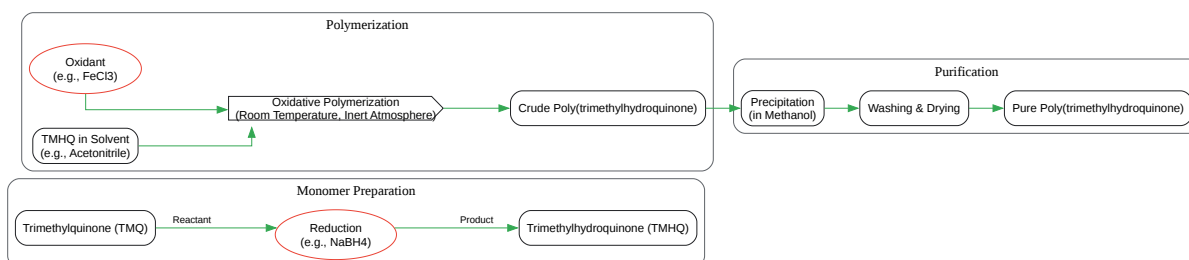 Polymerization
Oxidant
(e.g., FeCl3)
Oxidative Polymerization
(Room Temperature, Inert Atmosphere)
Crude Poly(trimethylhydroquinone)
TMHQ in Solvent
(e.g., Acetonitrile)
Purification
Precipitation
(in Methanol)
Washing & Drying
Pure Poly(trimethylhydroquinone)
Monomer Preparation
Trimethylquinone (TMQ)
Reactant
Reduction
(e.g., NaBH4)
Product
Trimethylhydroquinone (TMHQ)